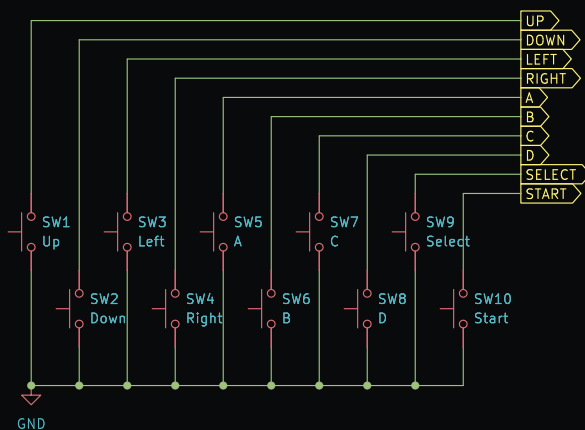 UP
DOWN
LEFT
RIGHT
A
B
C
D
SELECT
START
SW1
Up
SW3
Left
SW5
A
SW7
C
SW9
Select
SW2
Down
SW4
Right
SW6
B
SW8
D
SW10
Start
GND